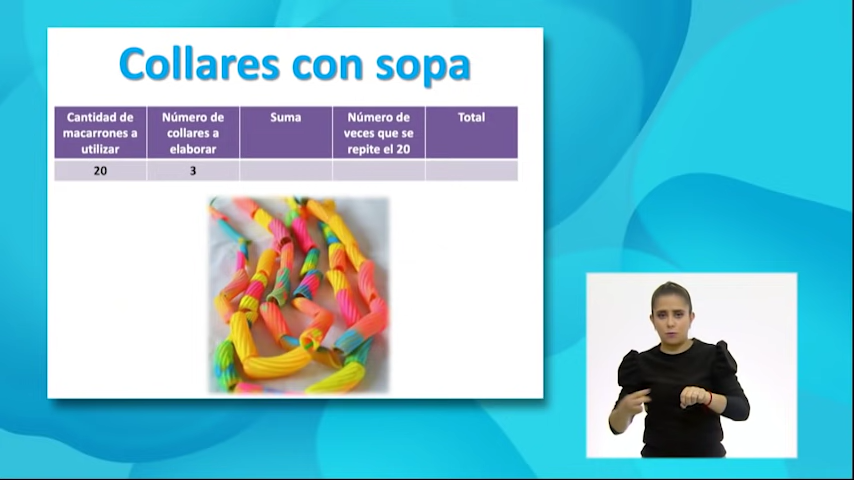 Collares con sopa
Cantidad de macarrones a utilizar
Número de collares a elaborar
Suma
Número de veces que se repite el 20
Total
20
3